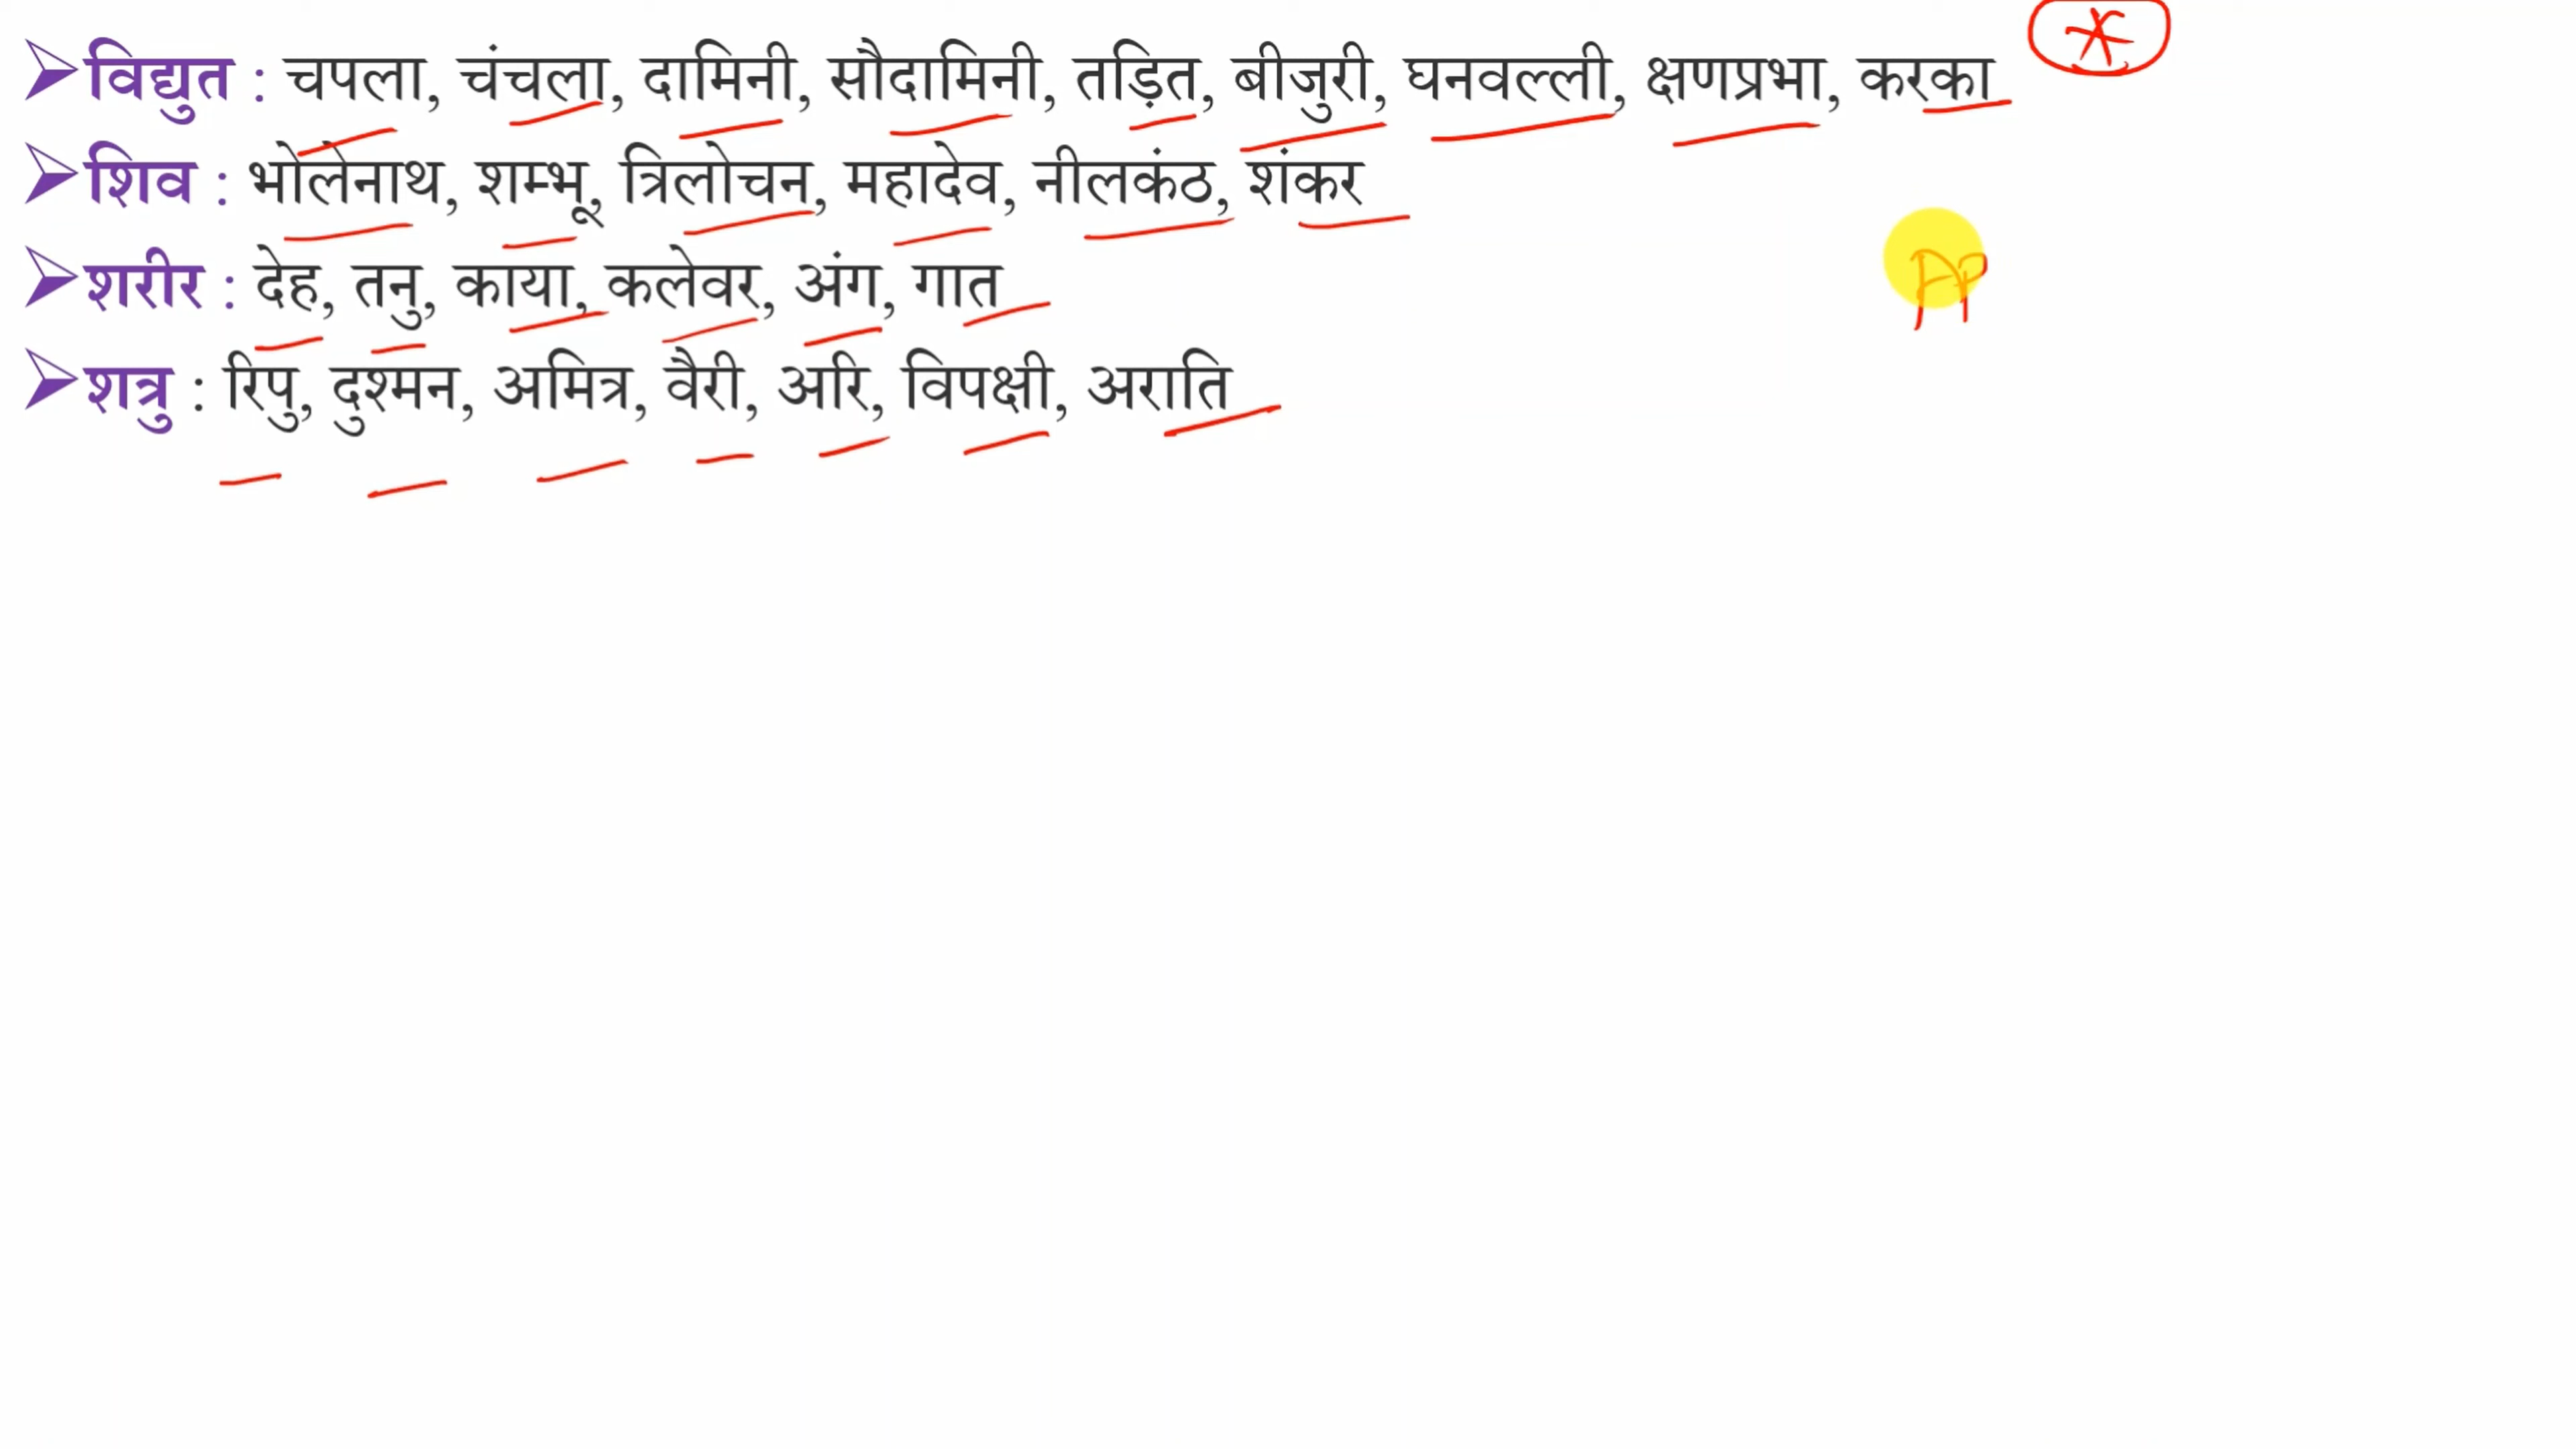 विद्युत : चपला, चंचला, दामिनी, सौदामिनी, तड़ित, बीजुरी, घनवल्ली, क्षणप्रभा, करका
शिव : भोलेनाथ, शम्भू, त्रिलोचन, महादेव, नीलकंठ, शंकर
शरीर : देह, तनु, काया, कलेवर, अंग, गात
शत्रु : रिपु, दुश्मन, अमित्र, वैरी, अरि, विपक्षी, अराति